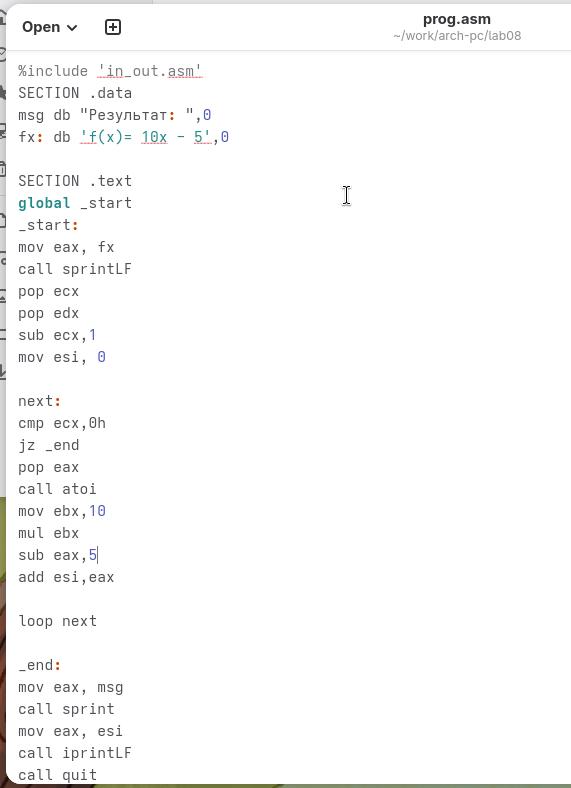 Open
prog.asm
~/work/arch-pc/lab08
%include 'in_out.asm'
SECTION .data
msg db "Результат: ",0
fx: db 'f(x)= 10x - 5',0
SECTION .text
global _start
_start:
mov eax, fx
call sprintLF
pop ecx
pop edx
sub ecx,1
mov esi, 0
next:
cmp ecx,0h
jz _end
pop eax
call atoi
mov ebx,10
mul ebx
sub eax,5
add esi,eax
loop next
_end:
mov eax, msg
call sprint
mov eax, esi
call iprintLF
call quit